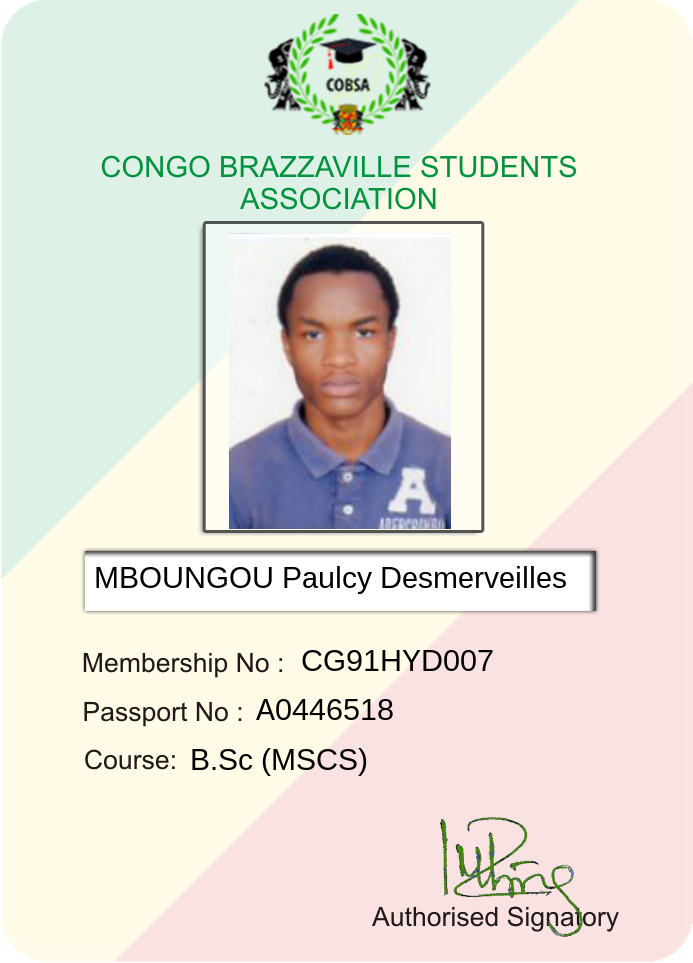 COBSA
CONGO BRAZZAVILLE STUDENTS
ASSOCIATION
A
MBOUNGOU Paulcy Desmerveilles
Membership No : CG91HYD007
Passport No : A0446518
Course: B.Sc (MSCS)
Authorised Signatory